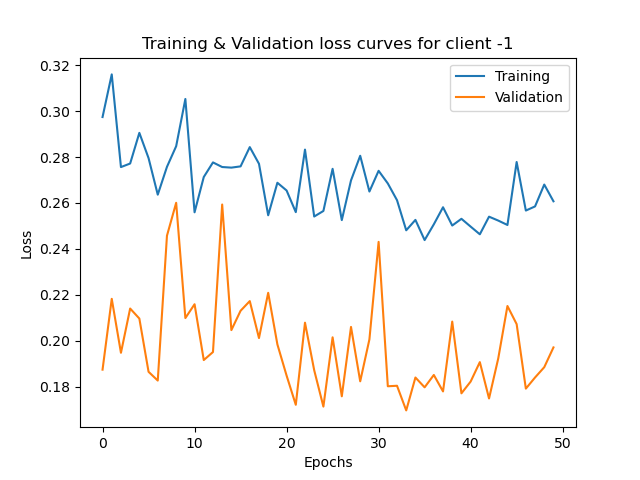 Training & Validation loss curves for client -1
Training
Validation
0.32
0.30
0.28
0.26
0.24
0.22
0.20
0.18
Loss
0 10 20 30 40 50
Epochs